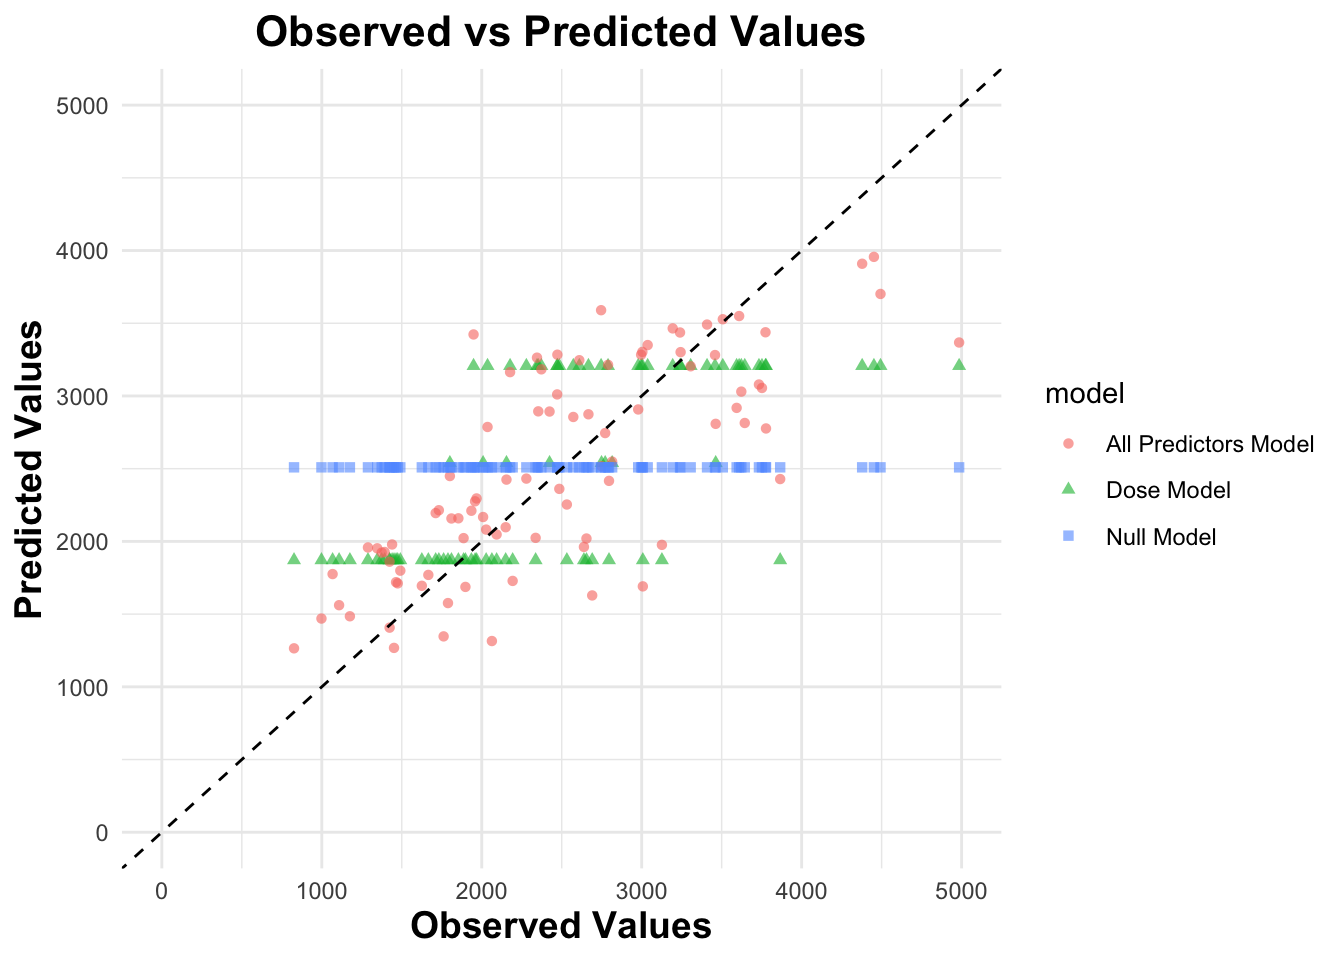 Observed vs Predicted Values
Predicted Values
5000
4000
3000
2000
1000
0
0 1000 2000 3000 4000 5000
Observed Values
model
All Predictors Model
Dose Model
Null Model